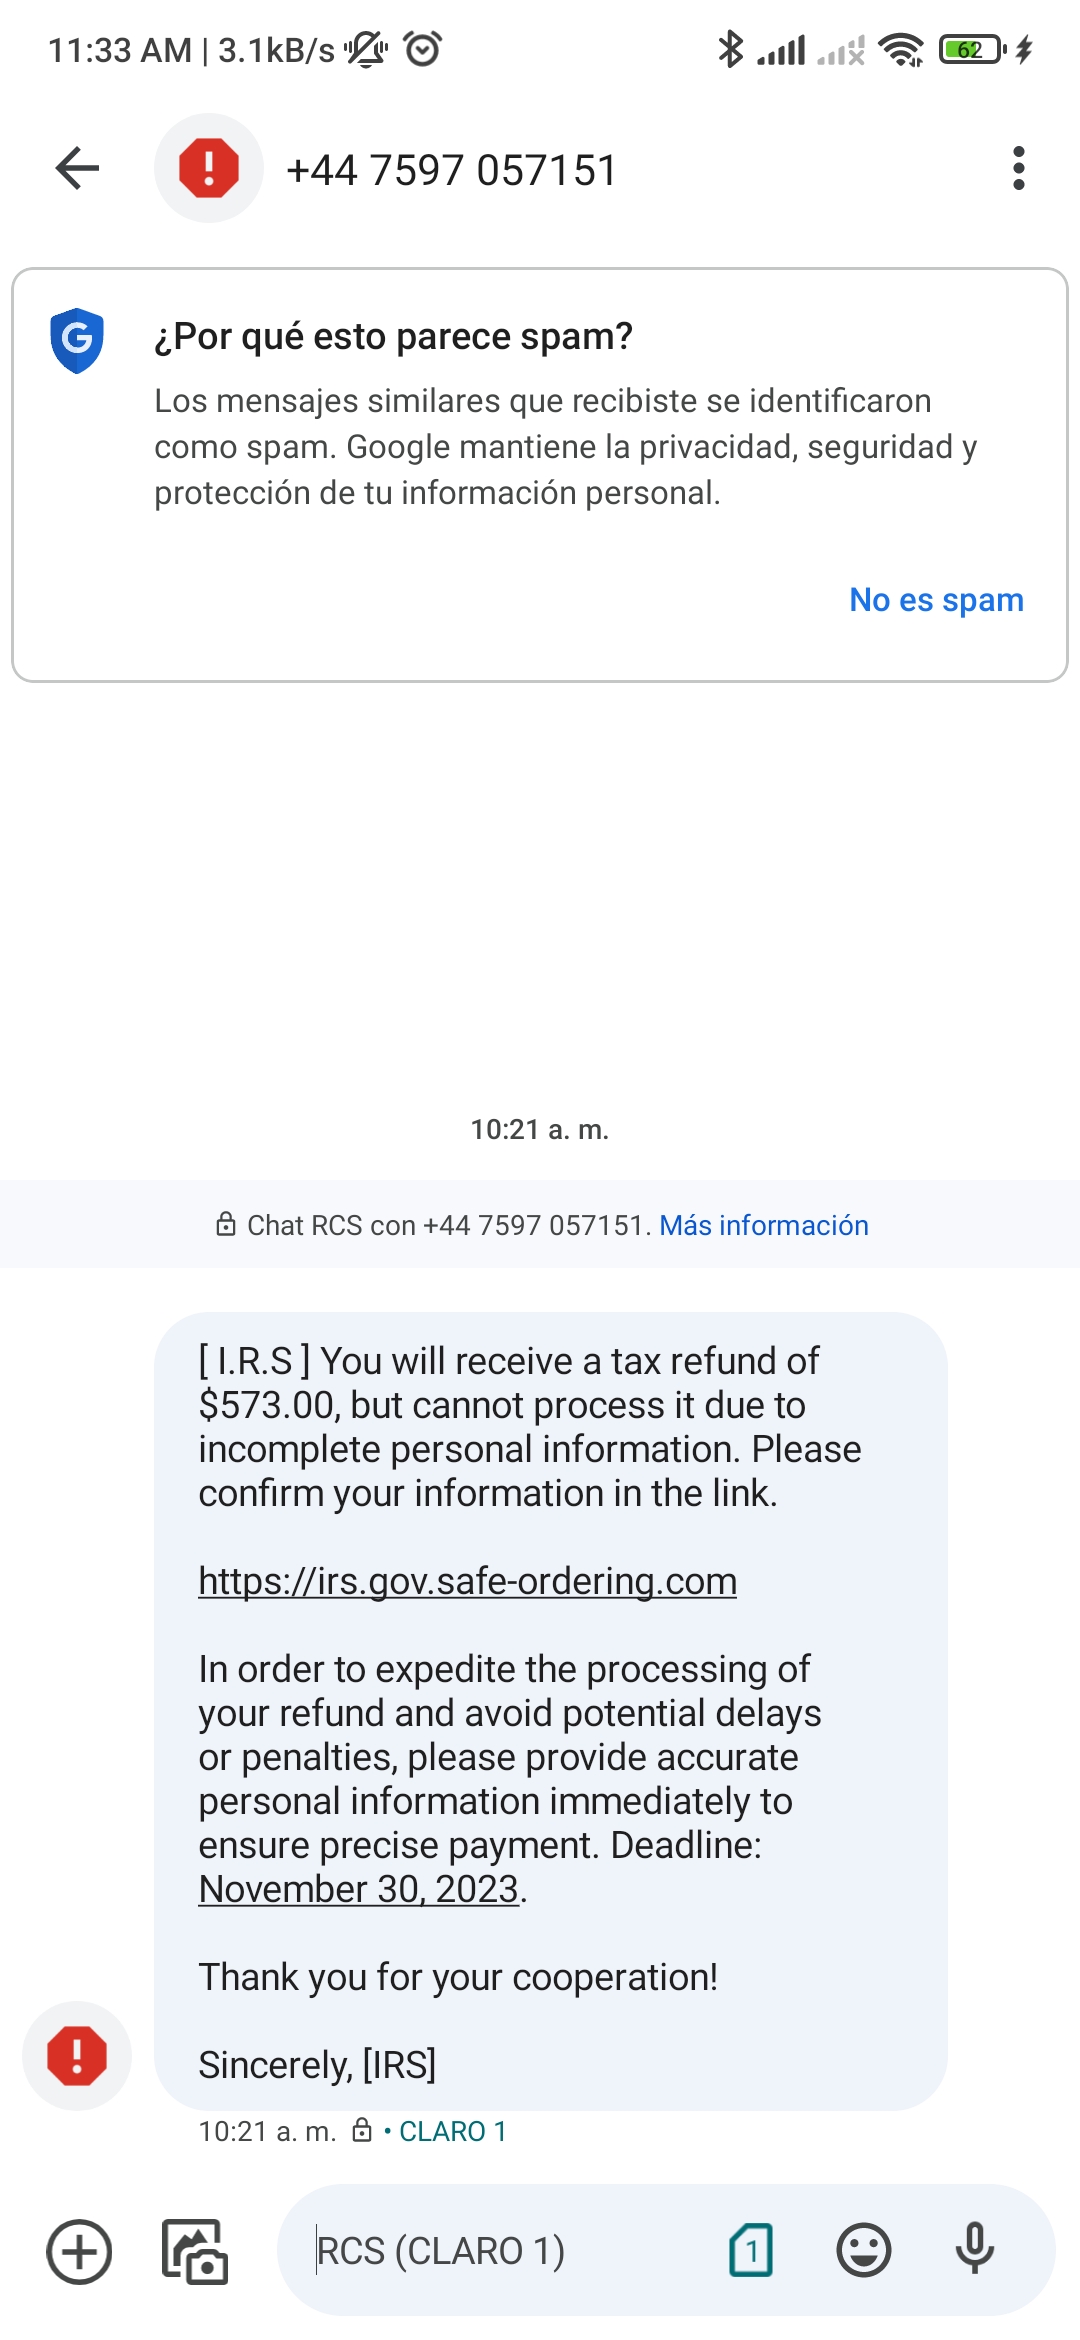 11:33 AM | 3.1kB/s
62
+44 7597 057151
G
¿Por qué esto parece spam?
Los mensajes similares que recibiste se identificaron
como spam. Google mantiene la privacidad, seguridad y
protección de tu información personal.
No es spam
10:21 a. m.
Chat RCS con +44 7597 057151. Más información
[ I.R.S ] You will receive a tax refund of
$573.00, but cannot process it due to
incomplete personal information. Please
confirm your information in the link.
https://irs.gov.safe-ordering.com
In order to expedite the processing of
your refund and avoid potential delays
or penalties, please provide accurate
personal information immediately to
ensure precise payment. Deadline:
November 30, 2023.
Thank you for your cooperation!
Sincerely, [IRS]
10:21 a. m. • CLARO 1
RCS (CLARO 1)
1